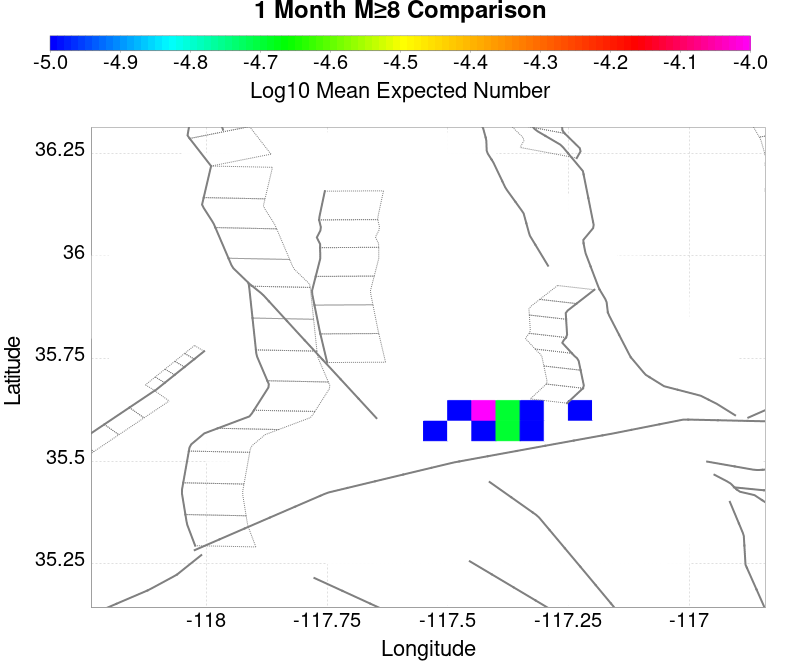 1 Month M≥8 Comparison
-5.0 -4.9 -4.8 -4.7 -4.6 -4.5 -4.4 -4.3 -4.2 -4.1 -4.0
Log10 Mean Expected Number
36.25
36
35.75
35.5
35.25
Latitude
-118 -117.75 -117.5 -117.25 -117
Longitude